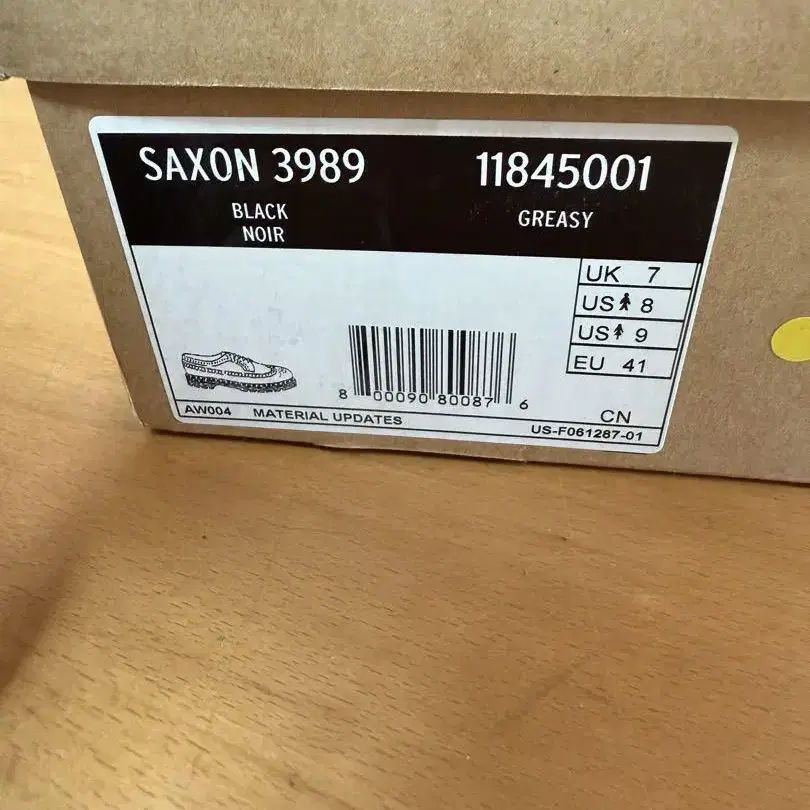 SAXON 3989
BLACK
NOIR
11845001
GREASY
UK 7
US 8
US 9
EU 41
8 00090 80087 6
CN
AW004 MATERIAL UPDATES
US-F061287-01